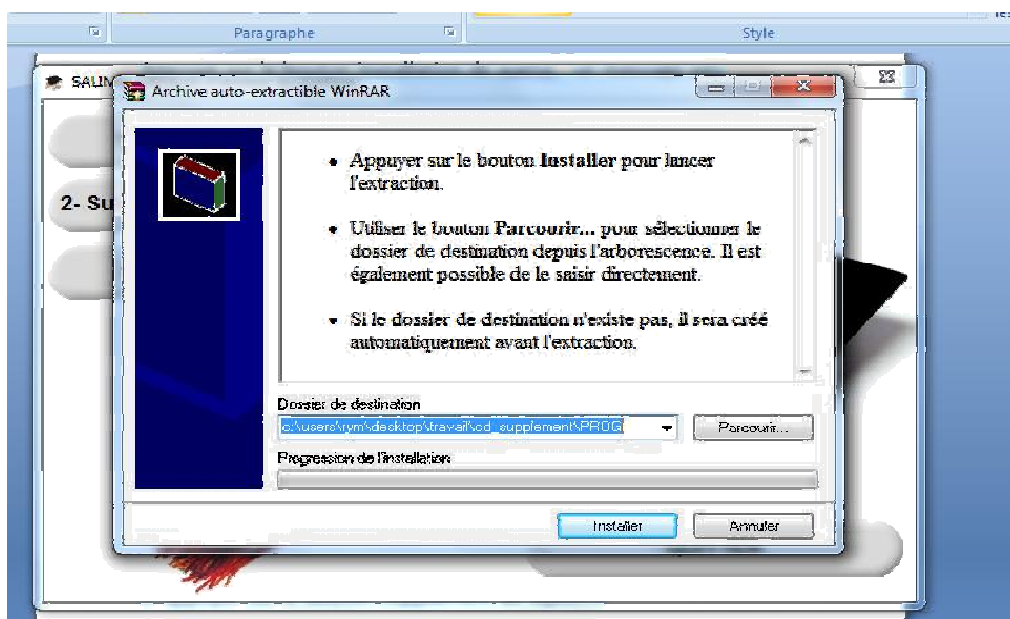 Paragraphe
Style
SALIM
Archive auto-extractible WinRAR
2- Su
• Appuyer sur le bouton Installer pour lancer
l'extraction.
• Utiliser le bouton Parcourir... pour sélectionner le
dossier de destination depuis l'arborescence. Il est
également possible de le saisir directement.
• Si le dossier de destination n'existe pas, il sera créé
automatiquement avant l'extraction.
Dossier de destination
c:\users\rym\desktop\travail\cd_supplement\PROG
Parcourir...
Progression de l'installation
Installer
Annuler